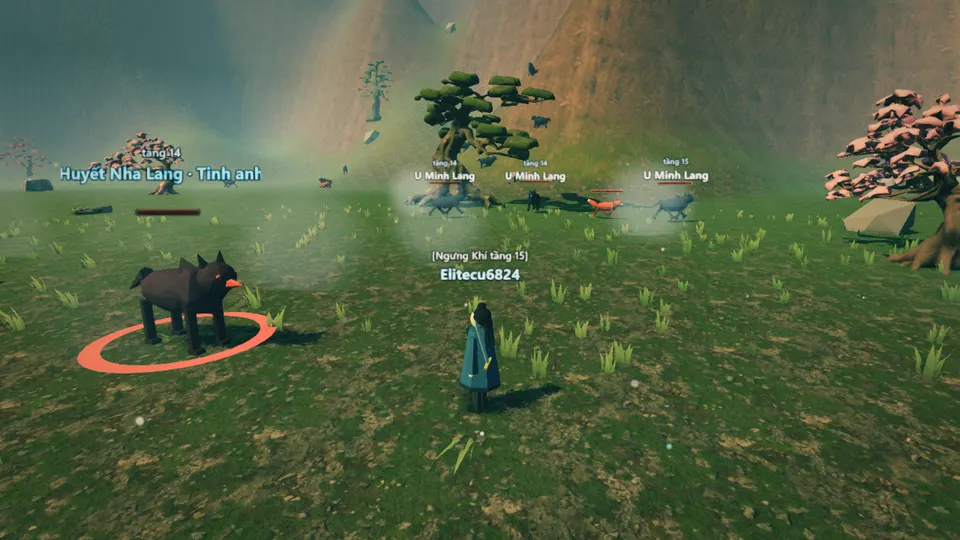 tầng 14
Huyết Nha Lang · Tinh anh
tầng 14
U Minh Lang
tầng 14
U Minh Lang
tầng 15
U Minh Lang
[Ngưng Khí tầng 15]
Elitecu6824